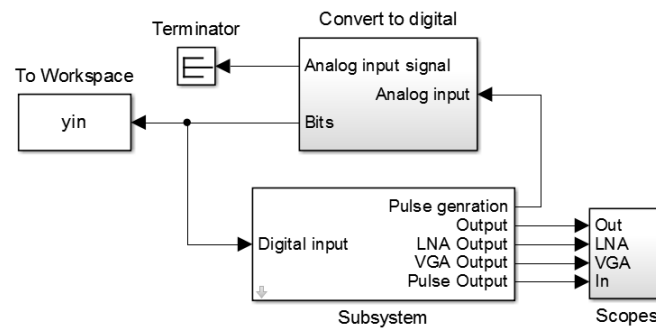 Convert to digital
Terminator
Analog input signal
To Workspace
Analog input
yin
Bits
Pulse genration
Output
Out
Digital input
LNA Output
LNA
VGA Output
VGA
Pulse Output
In
Subsystem
Scopes